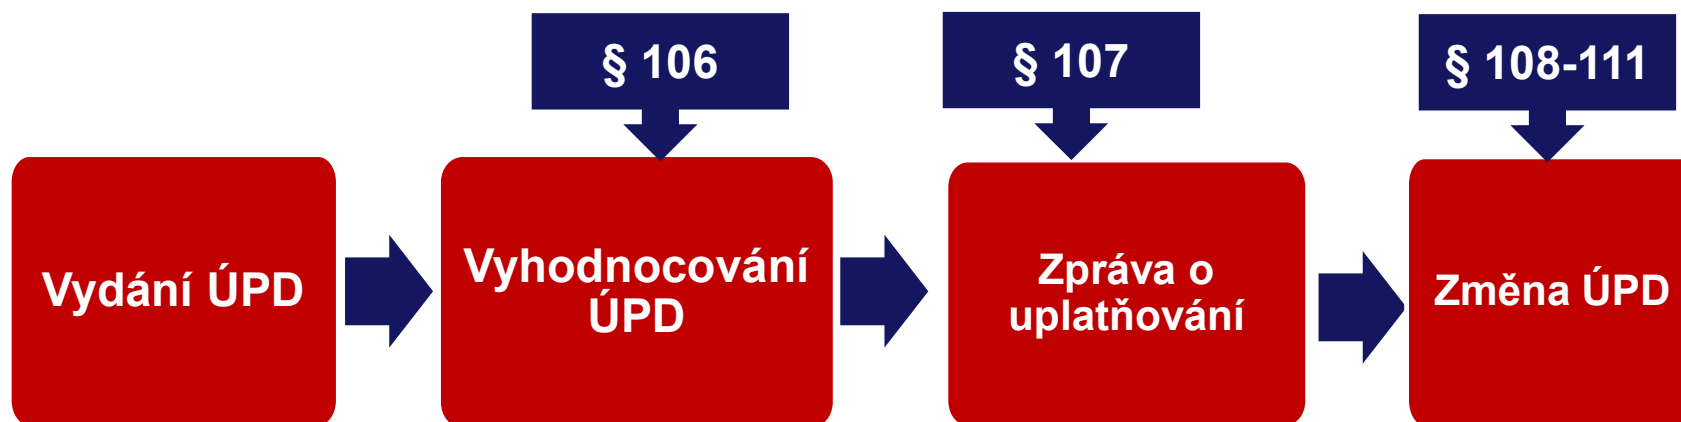 § 106
§ 107
§ 108-111
Vydání ÚPD
Vyhodnocování
ÚPD
Zpráva o
uplatňování
Změna ÚPD